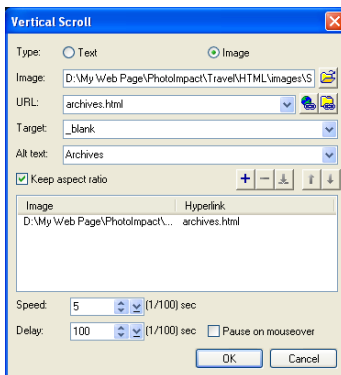 Vertical Scroll
Type: Text Image
Image: D:\My Web Page\PhotoImpact\Travel\HTML\images\S
URL: archives.html
Target: _blank
Alt text: Archives
Keep aspect ratio
Image Hyperlink
D:\My Web Page\PhotoImpact\... archives.html
Speed: 5 (1/100) sec
Delay: 100 (1/100) sec Pause on mouseover
OK Cancel